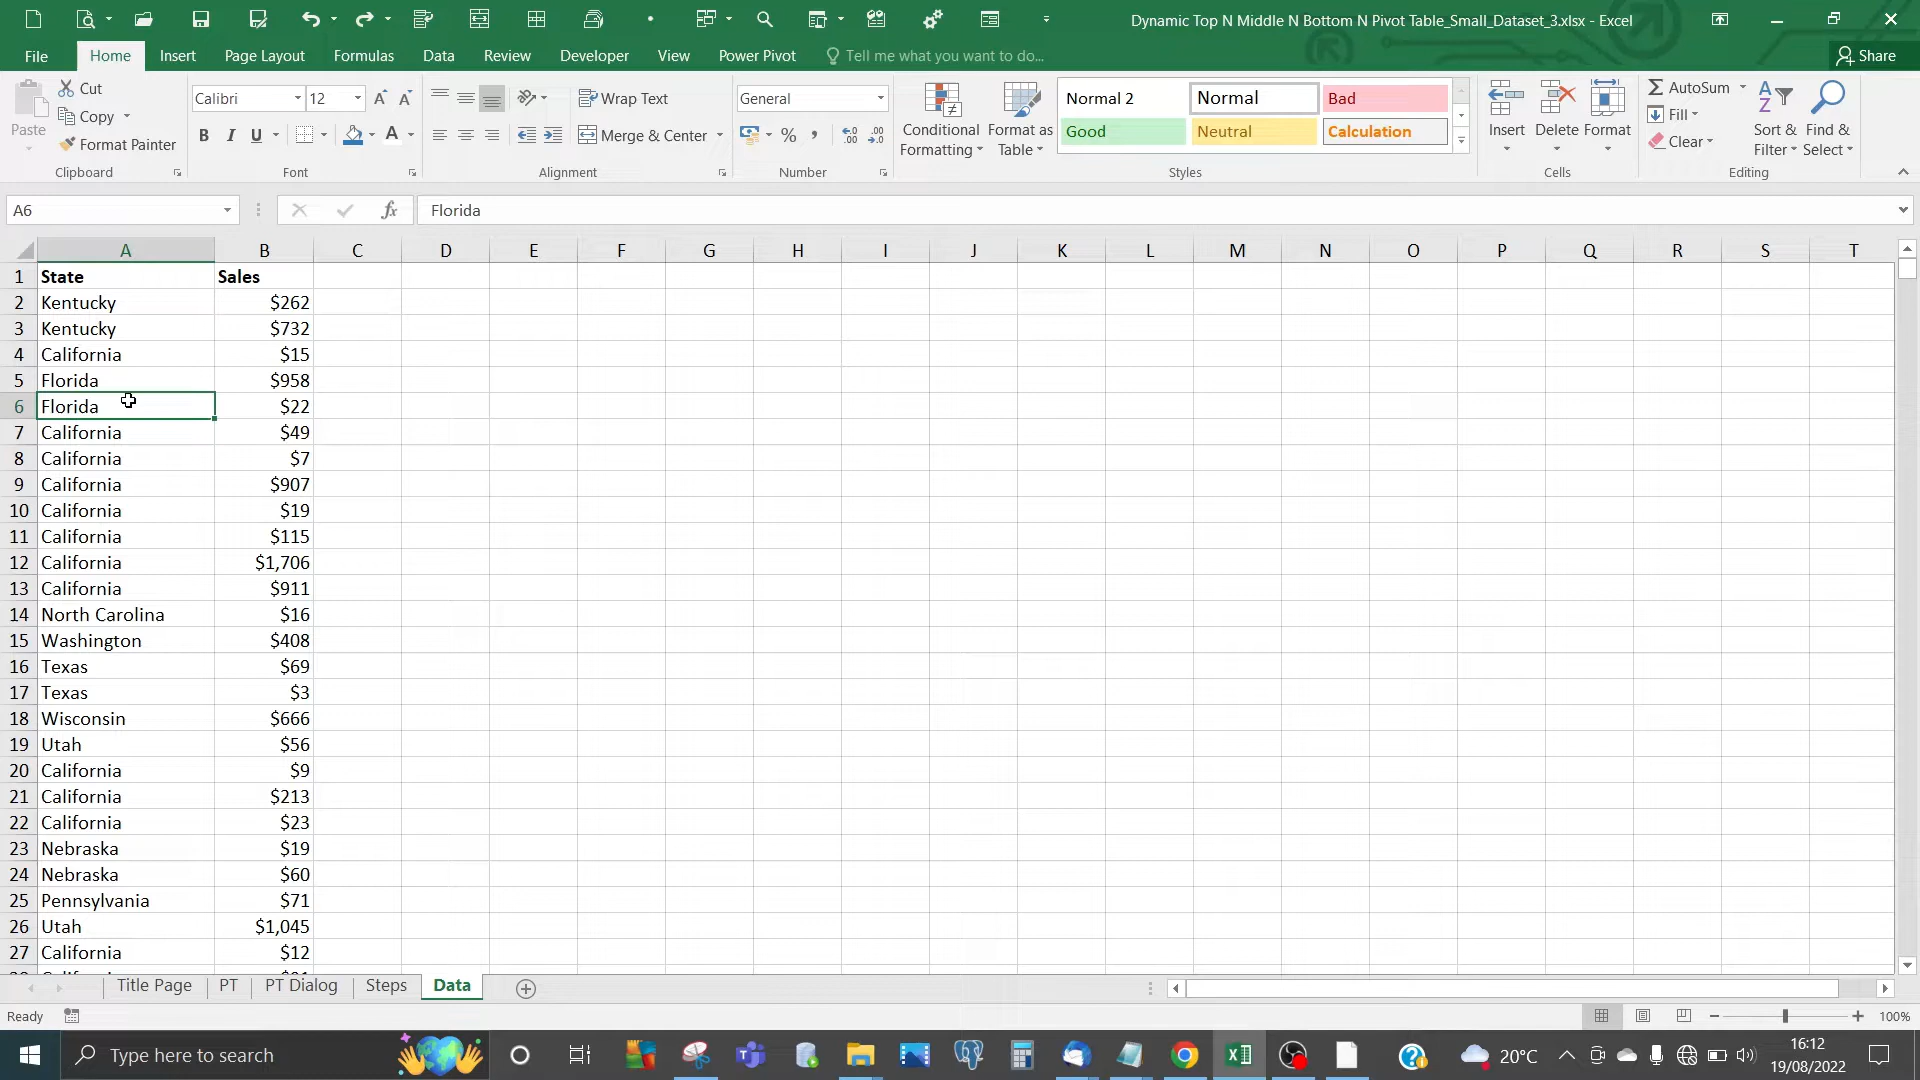 Dynamic Top N Middle N Bottom N Pivot Table_Small_Dataset_3.xlsx - Excel
File Home Insert Page Layout Formulas Data Review Developer View Power Pivot Tell me what you want to do... Share
Paste Cut Copy Format Painter
Clipboard
Calibri 12
B I U A
Font
Wrap Text
Merge & Center
Alignment
General
% ,
Number
Conditional Formatting
Format as Table
Normal 2 Normal Bad
Good Neutral Calculation
Styles
Insert Delete Format
Cells
AutoSum
Fill
Clear
Sort & Filter
Find & Select
Editing
A6 fx Florida
A B C D E F G H I J K L M N O P Q R S T
1 State Sales
2 Kentucky $262
3 Kentucky $732
4 California $15
5 Florida $958
6 Florida $22
7 California $49
8 California $7
9 California $907
10 California $19
11 California $115
12 California $1,706
13 California $911
14 North Carolina $16
15 Washington $408
16 Texas $69
17 Texas $3
18 Wisconsin $666
19 Utah $56
20 California $9
21 California $213
22 California $23
23 Nebraska $19
24 Nebraska $60
25 Pennsylvania $71
26 Utah $1,045
27 California $12
Title Page PT PT Dialog Steps Data
Ready 100%
Type here to search 20°C 16:12
19/08/2022